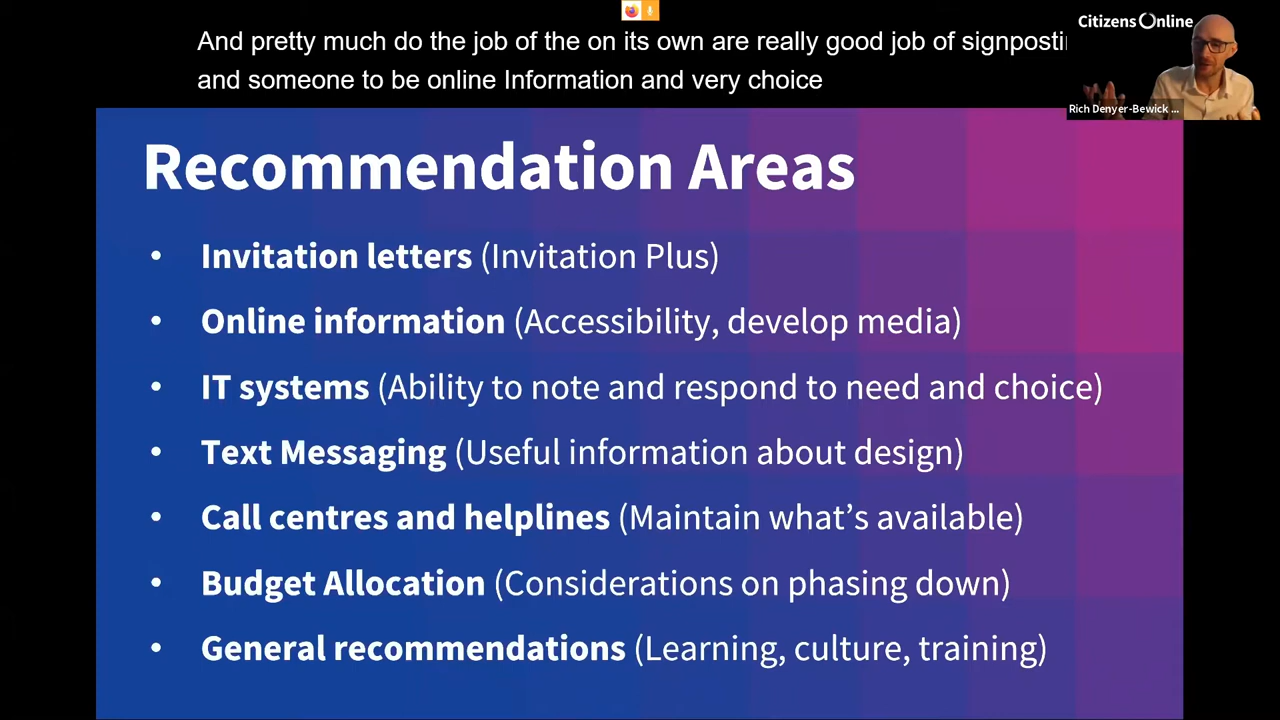 And pretty much do the job of the on its own are really good job of signposti
and someone to be online Information and very choice
Citizens Online
Rich Denyer-Bewick ...
Recommendation Areas
• Invitation letters (Invitation Plus)
• Online information (Accessibility, develop media)
• IT systems (Ability to note and respond to need and choice)
• Text Messaging (Useful information about design)
• Call centres and helplines (Maintain what's available)
• Budget Allocation (Considerations on phasing down)
• General recommendations (Learning, culture, training)